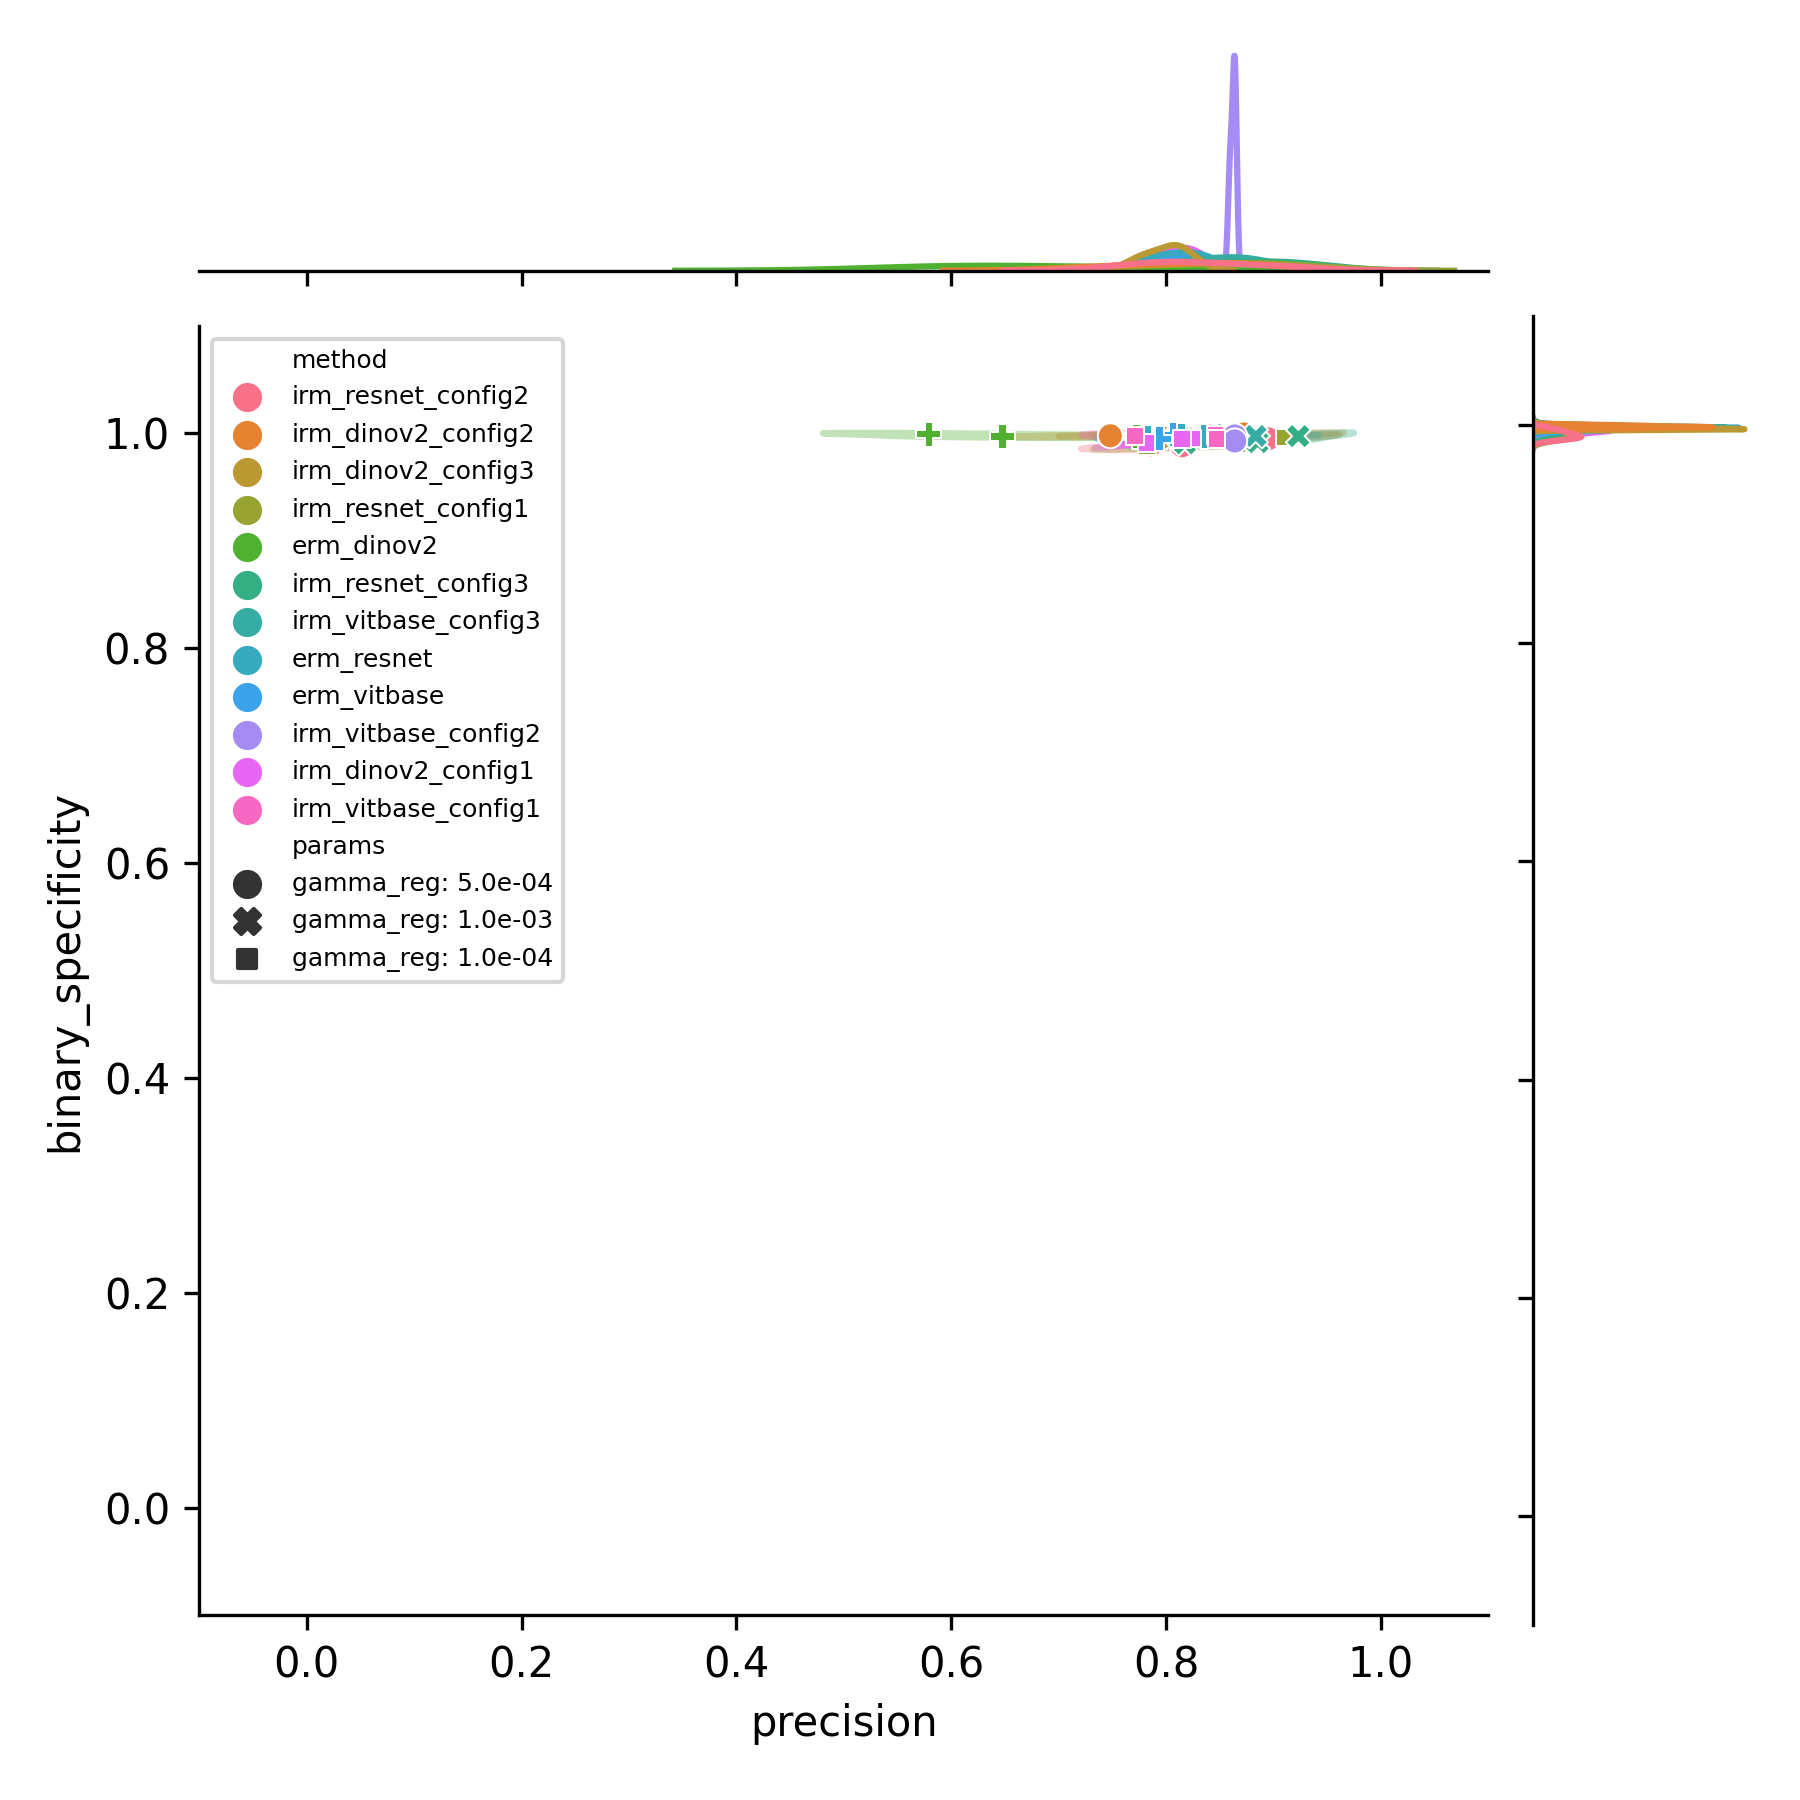 method
irm_resnet_config2
irm_dinov2_config2
irm_dinov2_config3
irm_resnet_config1
erm_dinov2
irm_resnet_config3
irm_vitbase_config3
erm_resnet
erm_vitbase
irm_vitbase_config2
irm_dinov2_config1
irm_vitbase_config1
params
gamma_reg: 5.0e-04
gamma_reg: 1.0e-03
gamma_reg: 1.0e-04
binary_specificity
1.0
0.8
0.6
0.4
0.2
0.0
0.0 0.2 0.4 0.6 0.8 1.0
precision